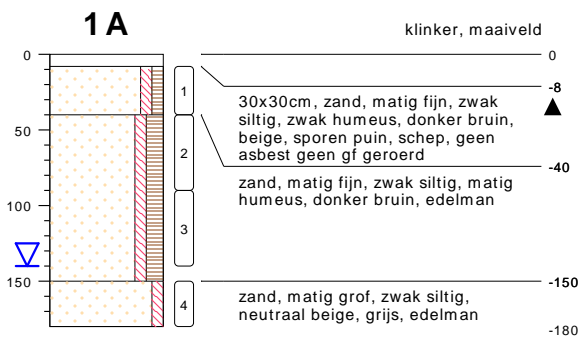 1A
klinker, maaiveld
0
0
-8
1
30x30cm, zand, matig fijn, zwak
siltig, zwak humeus, donker bruin,
beige, sporen puin, schep, geen
asbest geen gf geroerd
50
-40
2
zand, matig fijn, zwak siltig, matig
humeus, donker bruin, edelman
100
3
150
-150
4
zand, matig grof, zwak siltig,
neutraal beige, grijs, edelman
-180